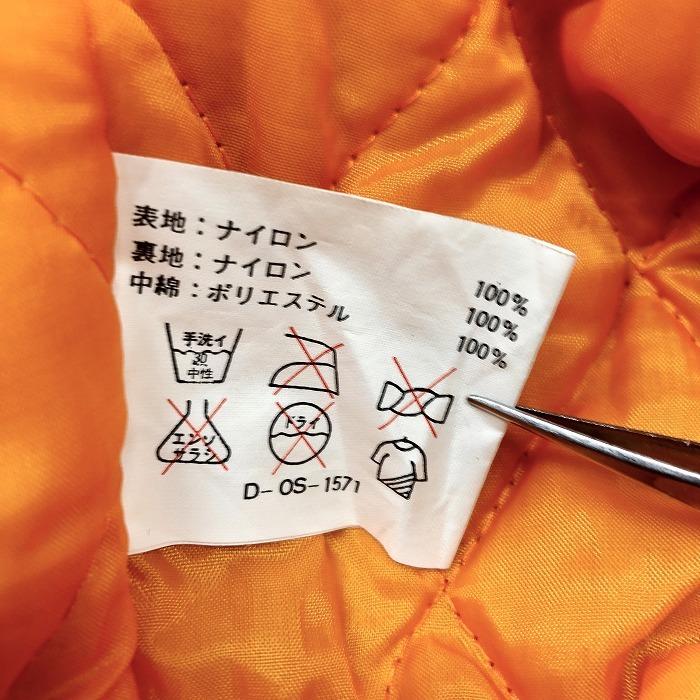 表地：ナイロン 100%
裏地：ナイロン 100%
中綿：ポリエステル 100%
手洗イ
30
中性
エンソ
サラシ
ドライ
D-OS-1571